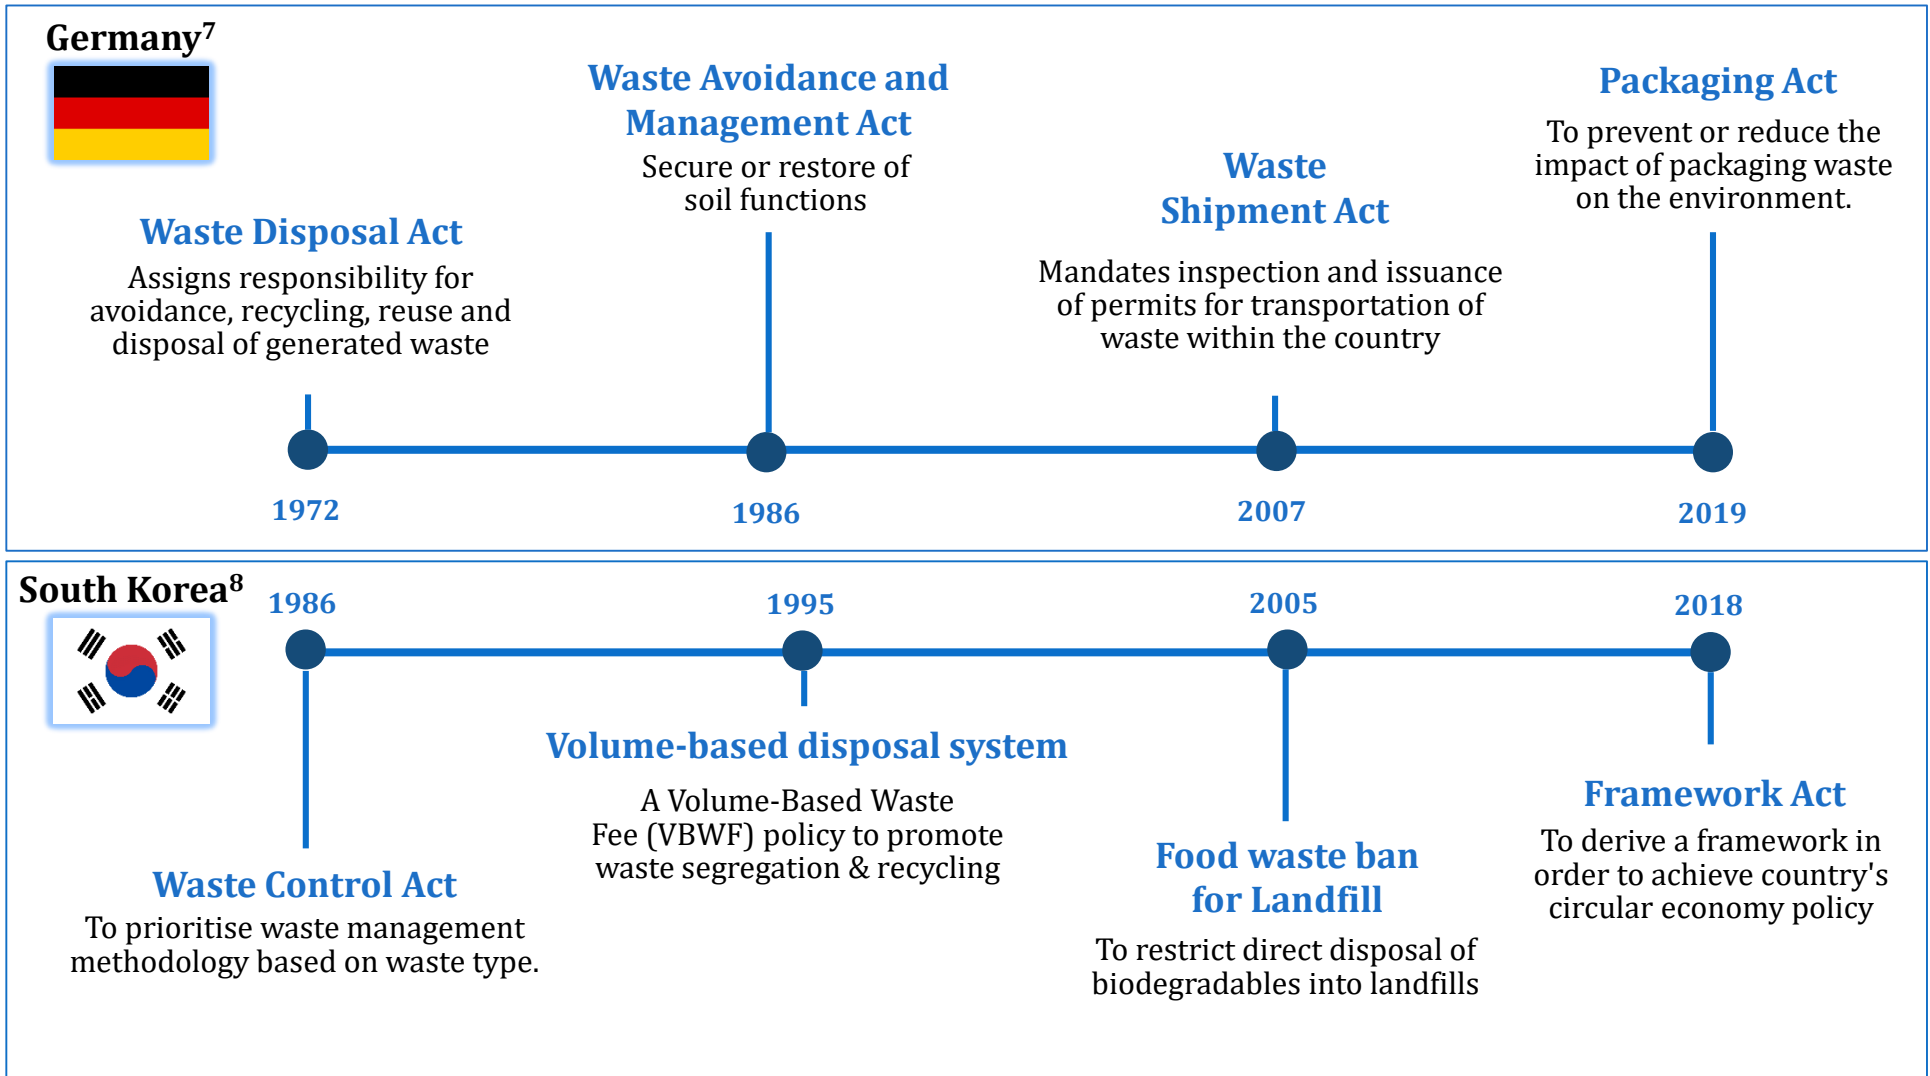 Germany⁷
Waste Disposal Act
Assigns responsibility for
avoidance, recycling, reuse and
disposal of generated waste
Waste Avoidance and
Management Act
Secure or restore of
soil functions
Waste
Shipment Act
Mandates inspection and issuance
of permits for transportation of
waste within the country
Packaging Act
To prevent or reduce the
impact of packaging waste
on the environment.
1972
1986
2007
2019
South Korea⁸
1986
1995
2005
2018
Waste Control Act
To prioritise waste management
methodology based on waste type.
Volume-based disposal system
A Volume-Based Waste
Fee (VBWF) policy to promote
waste segregation & recycling
Food waste ban
for Landfill
To restrict direct disposal of
biodegradables into landfills
Framework Act
To derive a framework in
order to achieve country's
circular economy policy